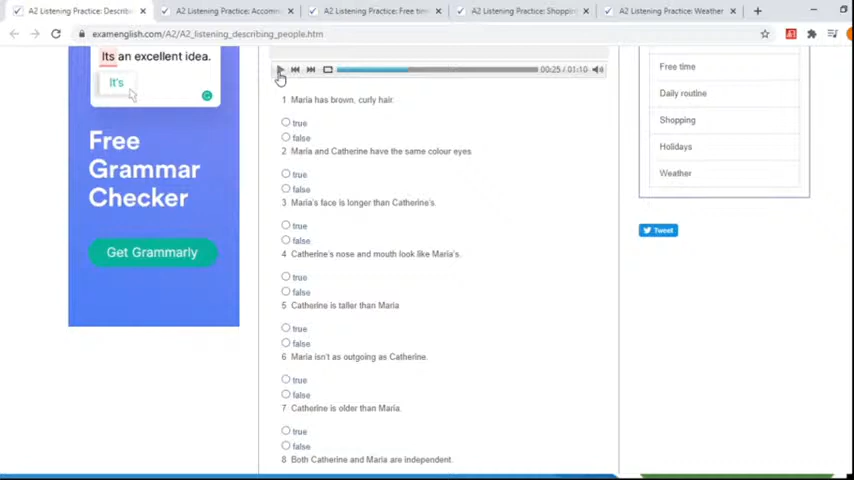 A2 Listening Practice: Describi
A2 Listening Practice: Accomm
A2 Listening Practice: Free time
A2 Listening Practice: Shopping
A2 Listening Practice: Weather
examenglish.com/A2/A2_listening_describing_people.htm
Its an excellent idea.
It's
Free
Grammar
Checker
Get Grammarly
00:25 / 01:10
1 Maria has brown, curly hair.
true
false
2 Maria and Catherine have the same colour eyes.
true
false
3 Maria's face is longer than Catherine's.
true
false
4 Catherine's nose and mouth look like Maria's.
true
false
5 Catherine is taller than Maria
true
false
6 Maria isn't as outgoing as Catherine.
true
false
7 Catherine is older than Maria.
true
false
8 Both Catherine and Maria are independent.
Free time
Daily routine
Shopping
Holidays
Weather
Tweet